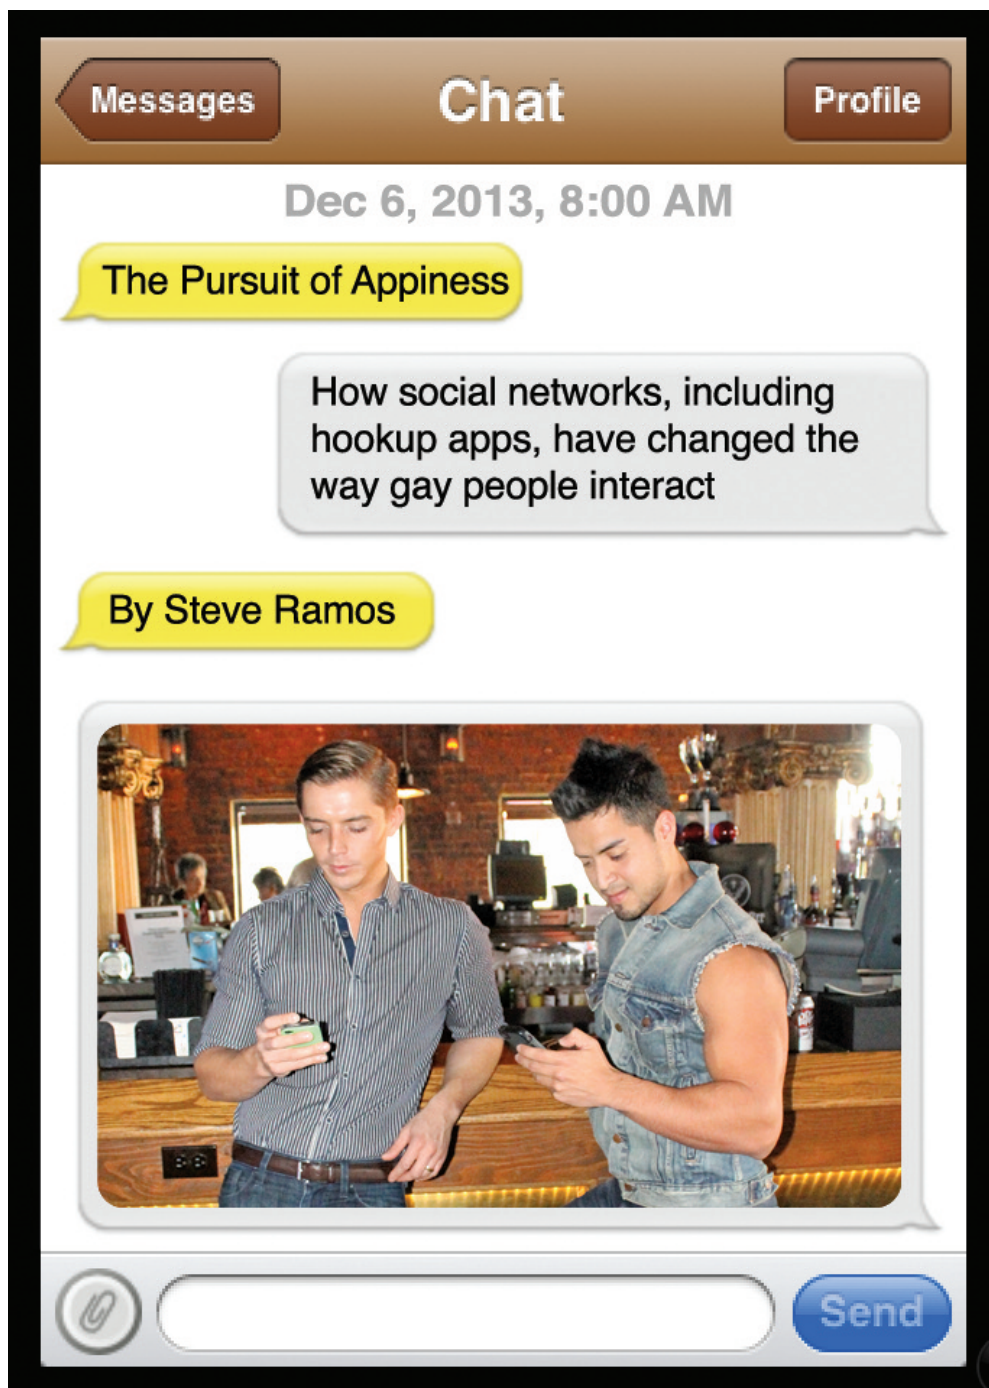 Messages
Chat
Profile
Dec 6, 2013, 8:00 AM
The Pursuit of Appiness
How social networks, including
hookup apps, have changed the
way gay people interact
By Steve Ramos
Send